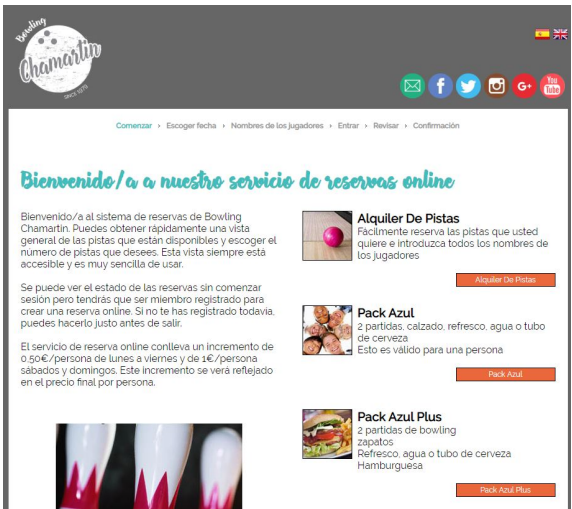 Bowling
Chamartin
SINCE 1979
G+
You
Tube
Comenzar › Escoger fecha › Nombres de los jugadores › Entrar › Revisar › Confirmación
Bienvenido/a a nuestro servicio de reservas online
Bienvenido/a al sistema de reservas de Bowling
Chamartin. Puedes obtener rápidamente una vista
general de las pistas que están disponibles y escoger el
número de pistas que desees. Esta vista siempre está
accesible y es muy sencilla de usar.
Se puede ver el estado de las reservas sin comenzar
sesión pero tendrás que ser miembro registrado para
crear una reserva online. Si no te has registrado todavía,
puedes hacerlo justo antes de salir.
El servicio de reserva online conlleva un incremento de
0.50€/persona de lunes a viernes y de 1€/persona
sábados y domingos. Este incremento se verá reflejado
en el precio final por persona.
Alquiler De Pistas
Fácilmente reserva las pistas que usted
quiere e introduzca todos los nombres de
los jugadores
Alquiler De Pistas
Pack Azul
2 partidas, calzado, refresco, agua o tubo
de cerveza
Esto es válido para una persona
Pack Azul
Pack Azul Plus
2 partidas de bowling
zapatos
Refresco, agua o tubo de cerveza
Hamburguesa
Pack Azul Plus